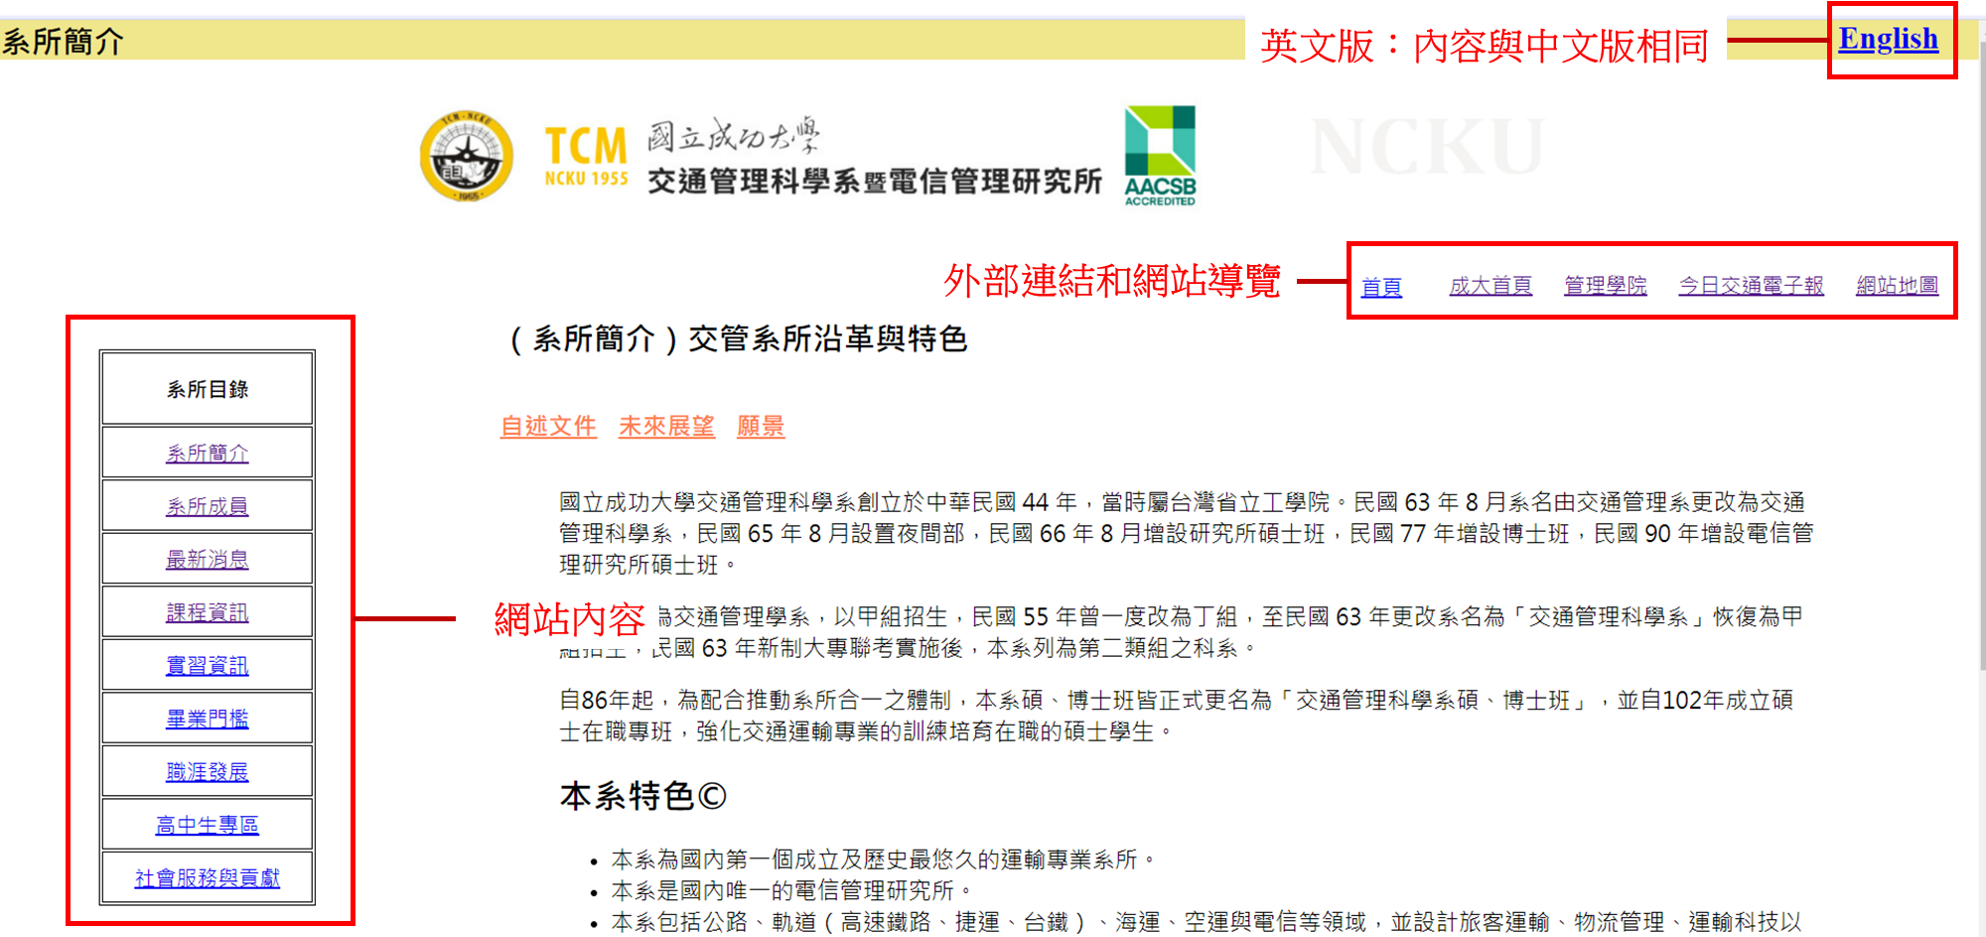 系所簡介
英文版：內容與中文版相同
English
TCM·NCKU
1955
TCM
NCKU 1955
國立成功大學
交通管理科學系暨電信管理研究所
AACSB
ACCREDITED
NCKU
外部連結和網站導覽
首頁 成大首頁 管理學院 今日交通電子報 網站地圖
（系所簡介）交管系所沿革與特色
系所目錄
系所簡介
系所成員
最新消息
課程資訊
實習資訊
畢業門檻
職涯發展
高中生專區
社會服務與貢獻
網站內容
自述文件 未來展望 願景
國立成功大學交通管理科學系創立於中華民國 44 年，當時屬台灣省立工學院。民國 63 年 8 月系名由交通管理系更改為交通
管理科學系，民國 65 年 8 月設置夜間部，民國 66 年 8 月增設研究所碩士班，民國 77 年增設博士班，民國 90 年增設電信管
理研究所碩士班。
為交通管理學系，以甲組招生，民國 55 年曾一度改為丁組，至民國 63 年更改系名為「交通管理科學系」恢復為甲
組招生，民國 63 年新制大專聯考實施後，本系列為第二類組之科系。
自86年起，為配合推動系所合一之體制，本系碩、博士班皆正式更名為「交通管理科學系碩、博士班」，並自102年成立碩
士在職專班，強化交通運輸專業的訓練培育在職的碩士學生。
本系特色©
• 本系為國內第一個成立及歷史最悠久的運輸專業系所。
• 本系是國內唯一的電信管理研究所。
• 本系包括公路、軌道（高速鐵路、捷運、台鐵）、海運、空運與電信等領域，並設計旅客運輸、物流管理、運輸科技以